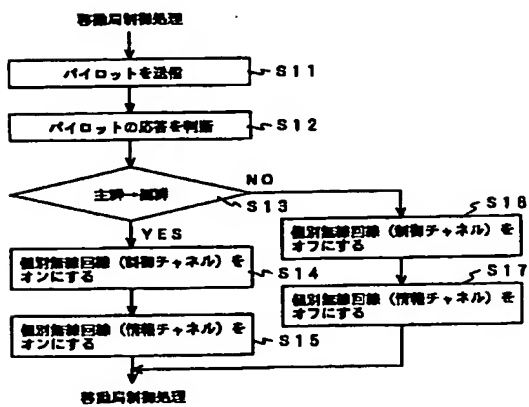 移動局制御処理
パイロットを送信
S11
パイロットの応答を判断
S12
NO
S13
YES
個別無線回線(制御チャネル)を
オンにする
S14
個別無線回線(情報チャネル)を
オンにする
S15
S16
個別無線回線(制御チャネル)を
オフにする
S17
個別無線回線(情報チャネル)を
オフにする
移動局制御処理